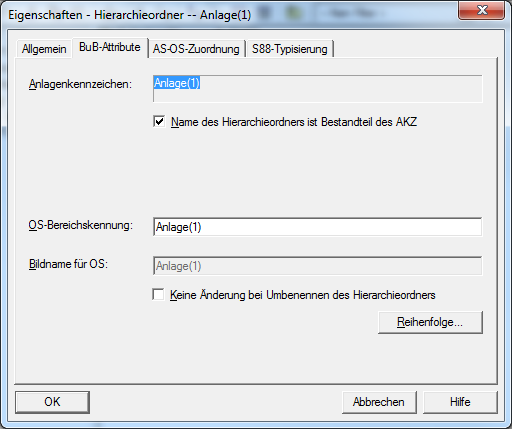 Eigenschaften - Hierarchieordner -- Anlage(1)
Allgemein BuB-Attribute AS-OS-Zuordnung S88-Typisierung
Anlagenkennzeichen: Anlage(1)
Name des Hierarchieordners ist Bestandteil des AKZ
OS-Bereichskennung: Anlage(1)
Bildname für OS: Anlage(1)
Keine Änderung bei Umbenennen des Hierarchieordners
Reihenfolge...
OK Abbrechen Hilfe